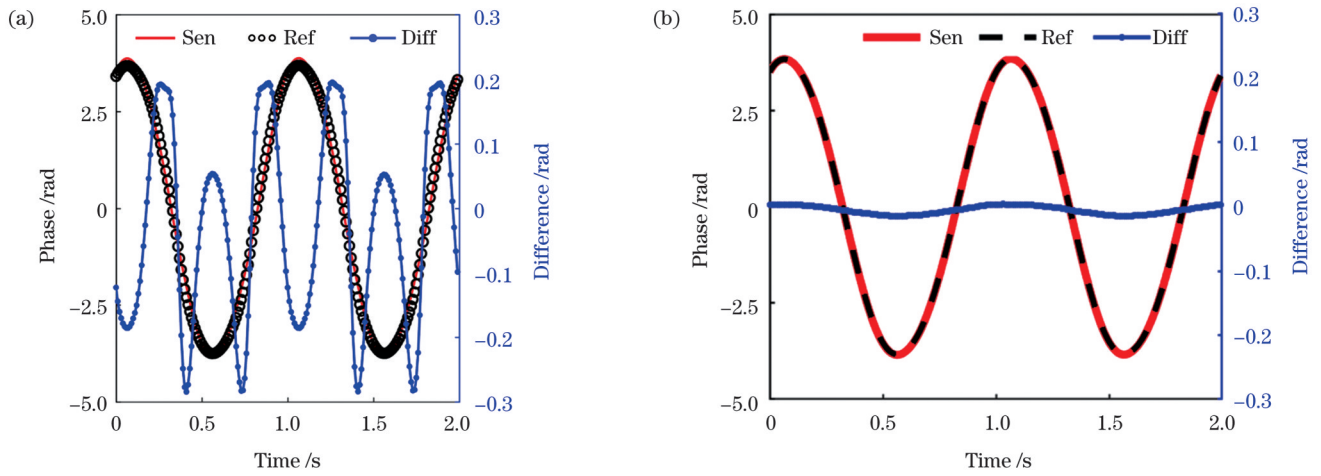 (a)
Sen Ref Diff
5.0
2.5
0
−2.5
−5.0
Phase /rad
0.3
0.2
0.1
0
−0.1
−0.2
−0.3
Difference /rad
0 0.5 1.0 1.5 2.0
Time /s
(b)
Sen Ref Diff
5.0
2.5
0
−2.5
−5.0
Phase /rad
0.3
0.2
0.1
0
−0.1
−0.2
−0.3
Difference /rad
0 0.5 1.0 1.5 2.0
Time /s